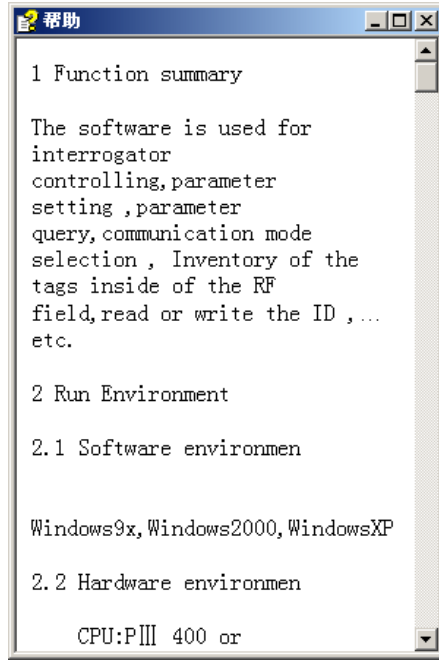 帮助
1 Function summary
The software is used for
interrogator
controlling,parameter
setting ,parameter
query,communication mode
selection , Inventory of the
tags inside of the RF
field,read or write the ID ,...
etc.
2 Run Environment
2.1 Software environmen
Windows9x,Windows2000,WindowsXP
2.2 Hardware environmen
CPU:PⅢ 400 or